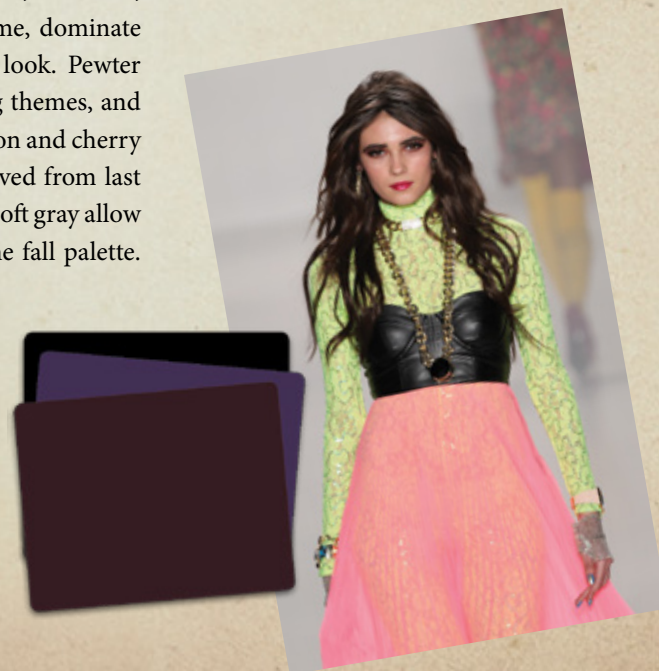 me, dominate
look. Pewter
themes, and
on and cherry
ved from last
oft gray allow
fall palette.